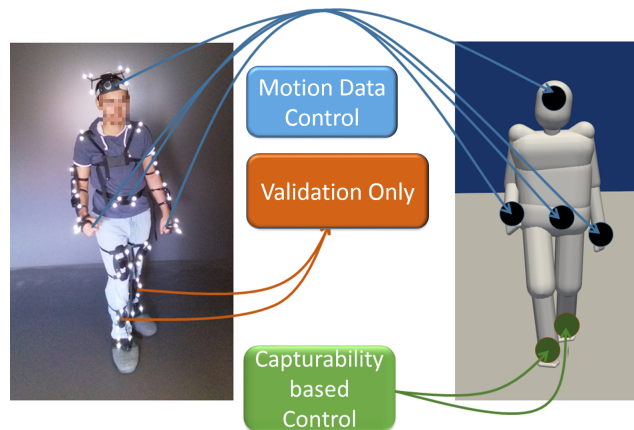 Motion Data
Control
Validation Only
Capturability
based
Control